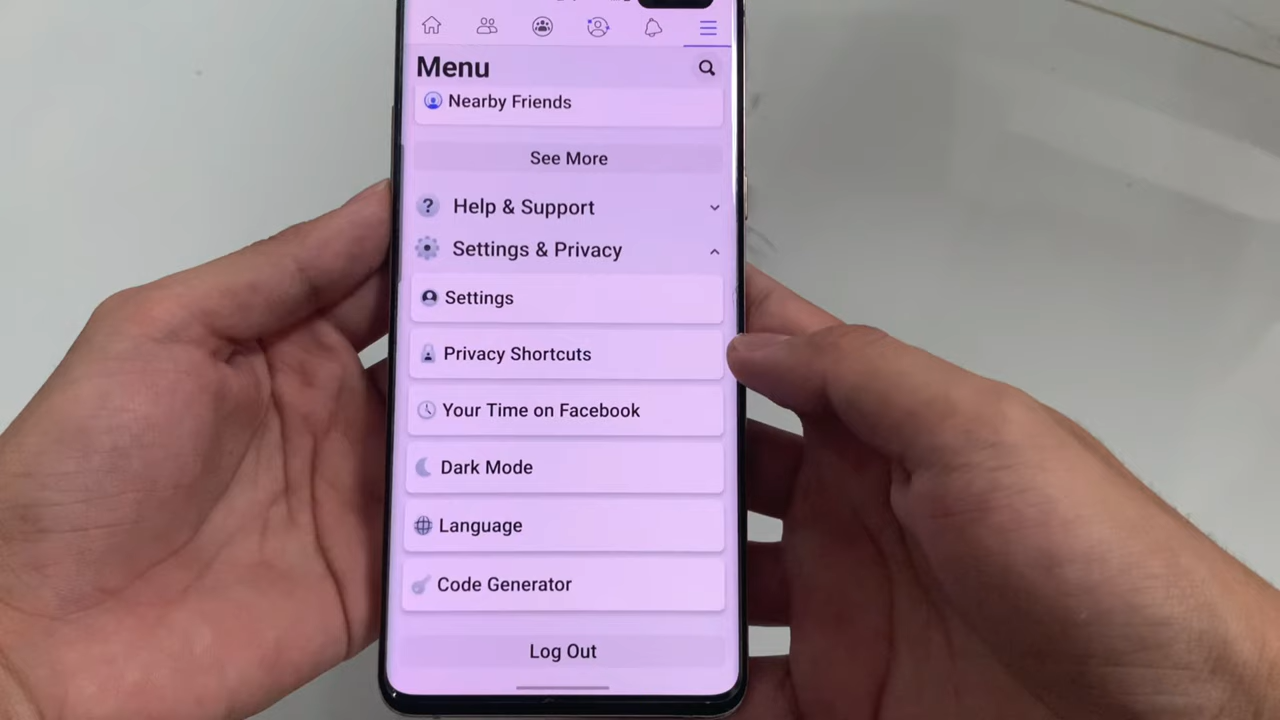 Menu
Nearby Friends
See More
Help & Support
Settings & Privacy
Settings
Privacy Shortcuts
Your Time on Facebook
Dark Mode
Language
Code Generator
Log Out